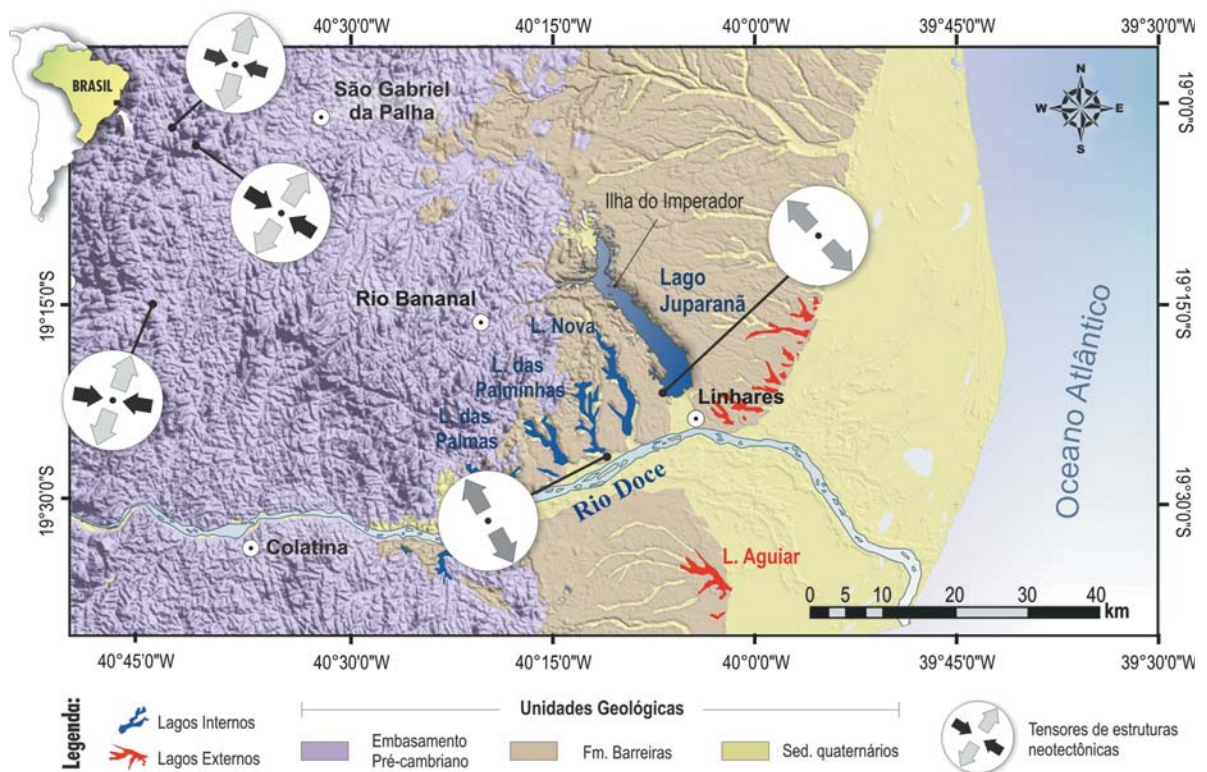 40°30'0"W
40°15'0"W
40°0'0"W
39°45'0"W
39°30'0"W
BRASIL
São Gabriel
da Palha
N
W
E
S
19°0'0"S
Ilha do Imperador
Lago
Juparanã
19°15'0"S
19°15'0"S
Rio Bananal
L. Nova
L. das
Palminhas
L. das
Palmas
Linhares
Oceano Atlântico
19°30'0"S
19°30'0"S
Rio Doce
Colatina
L. Aguiar
0 5 10 20 30 40
km
40°45'0"W
40°30'0"W
40°15'0"W
40°0'0"W
39°45'0"W
39°30'0"W
Legenda:
Lagos Internos
Lagos Externos
Unidades Geológicas
Embasamento
Pré-cambriano
Fm. Barreiras
Sed. quaternários
Tensores de estruturas
neotectônicas